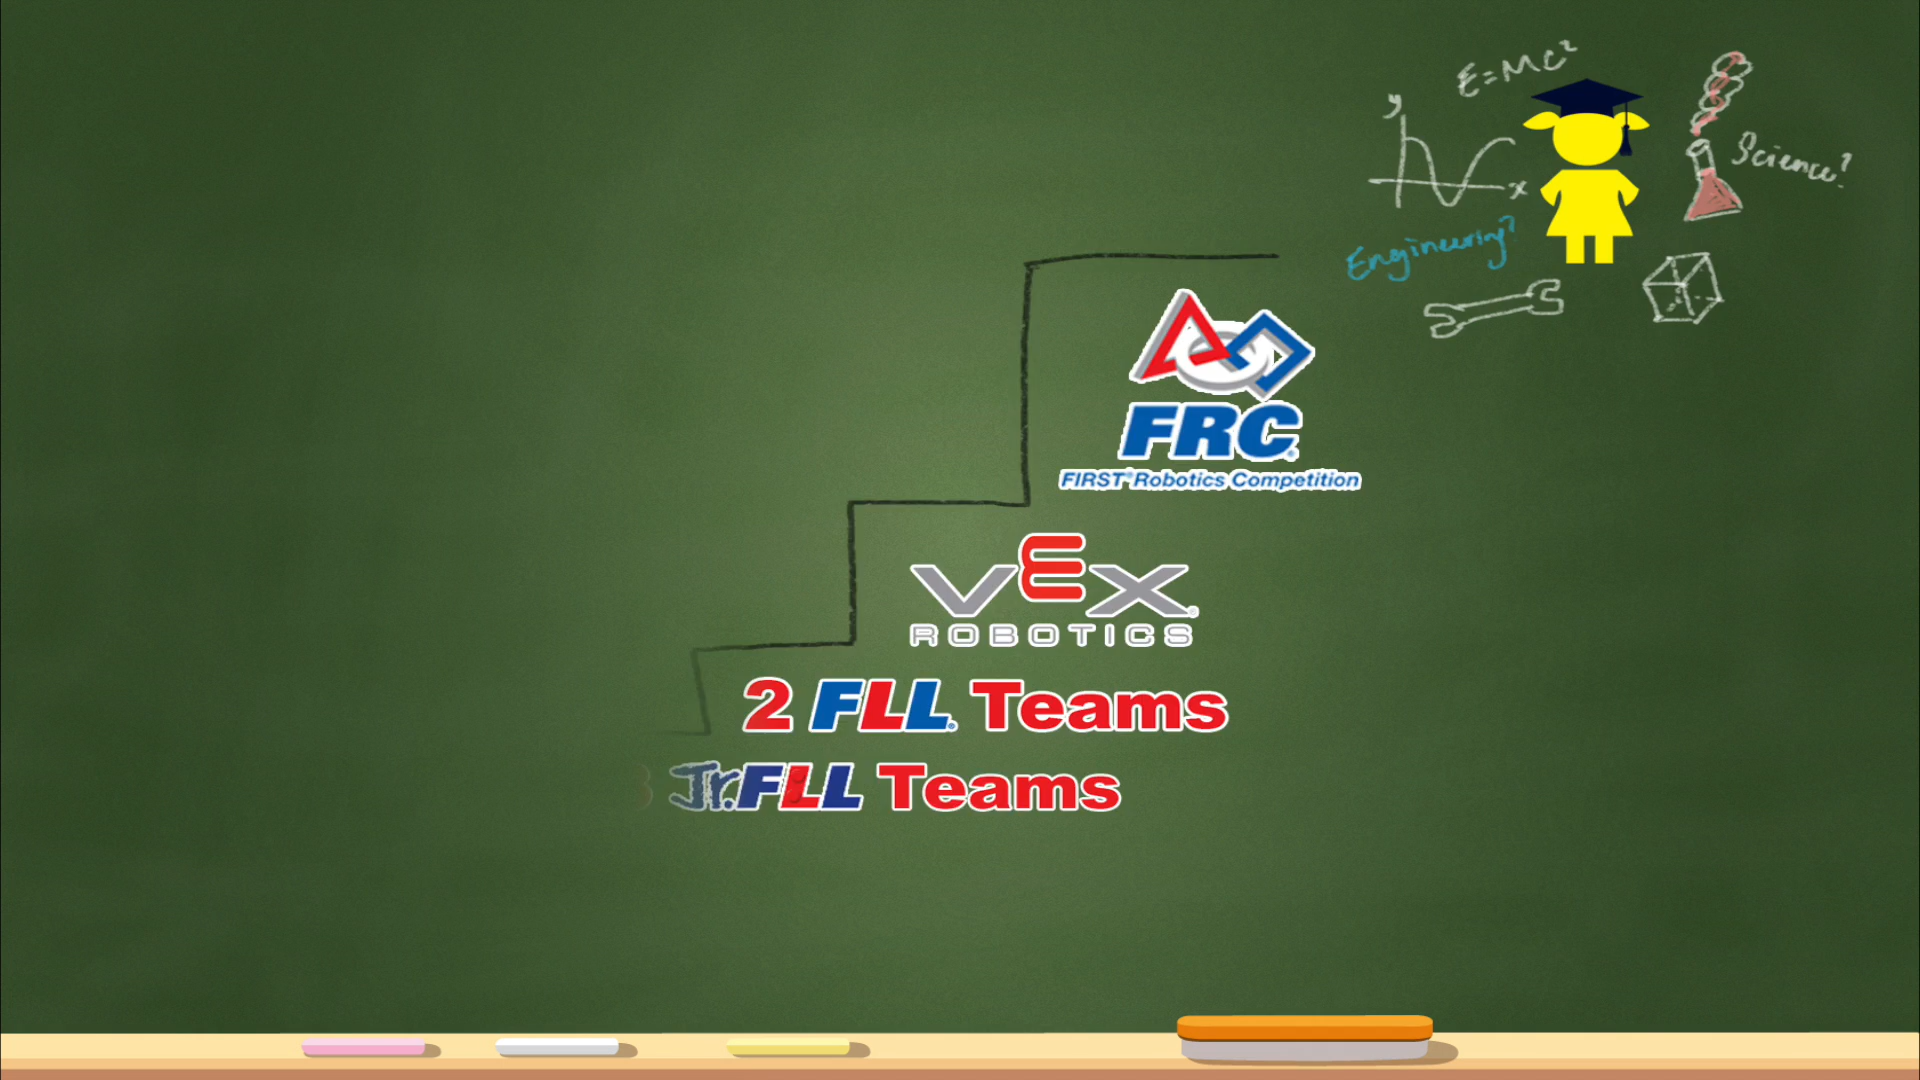 E=MC²
y
x
Science?
Engineering?
FRC
FIRST® Robotics Competition
VEX
ROBOTICS
2 FLL Teams
Jr.FLL Teams